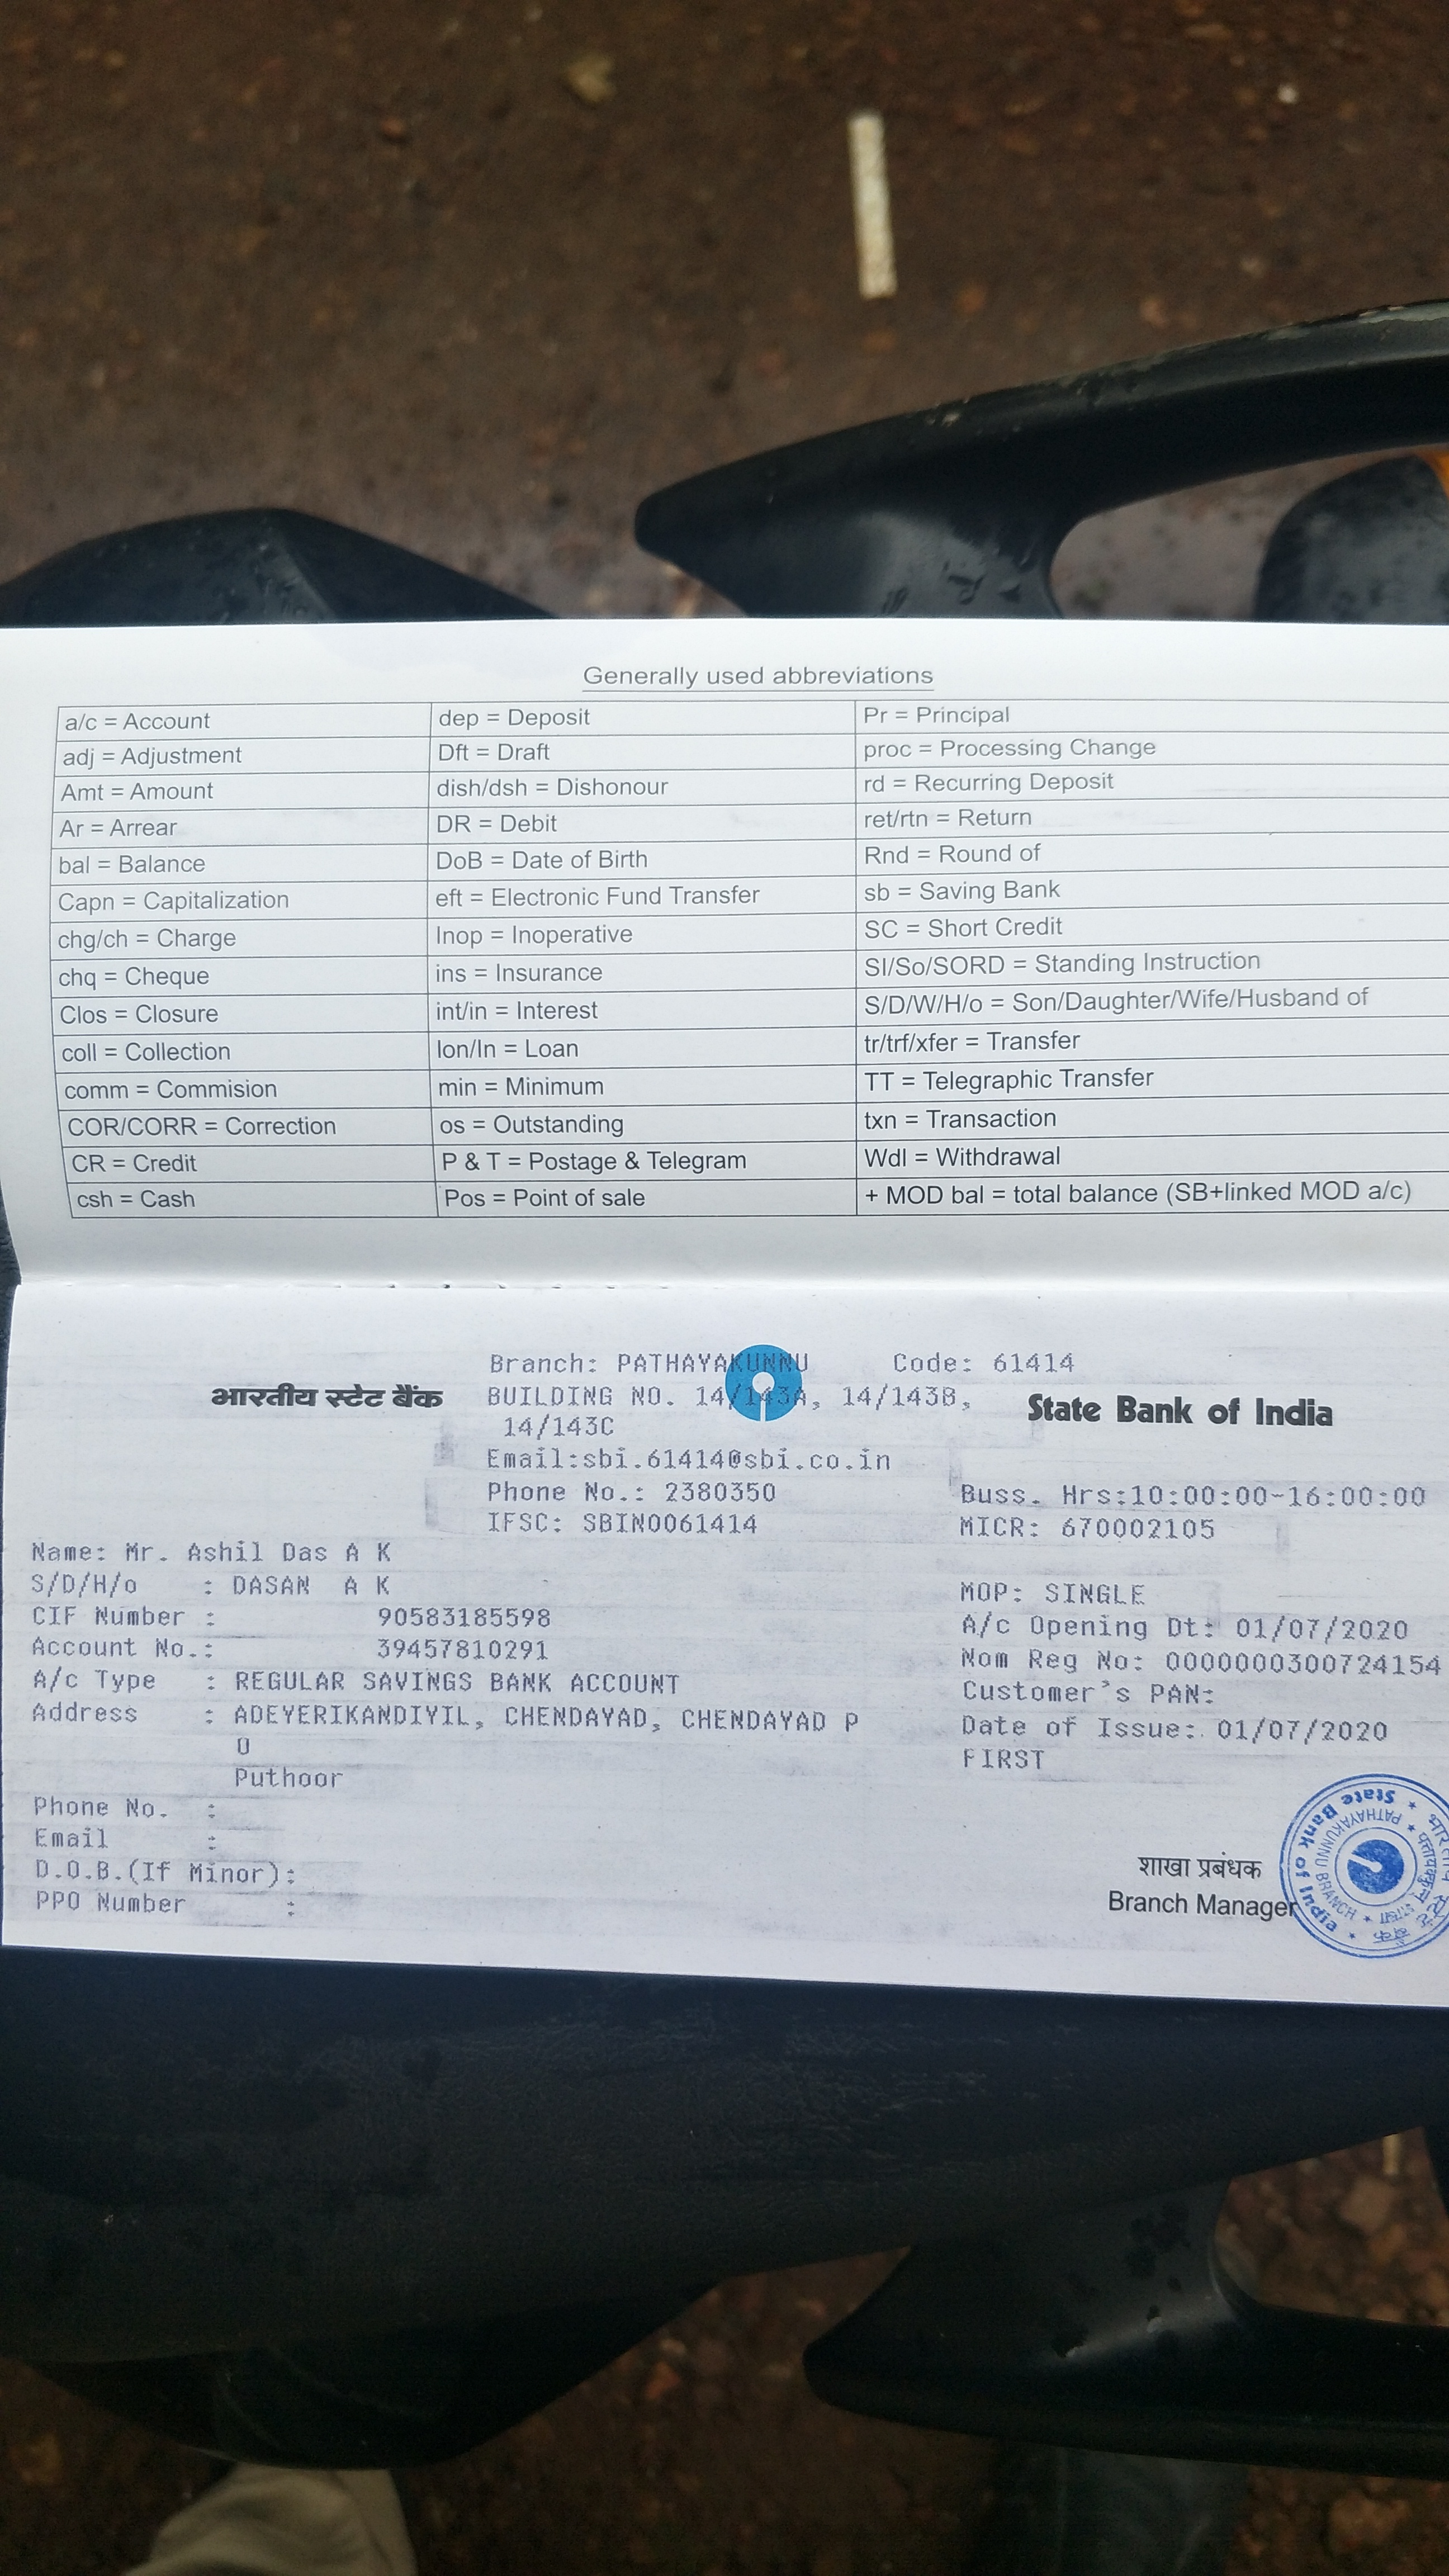 Generally used abbreviations
a/c = Account	dep = Deposit	Pr = Principal
adj = Adjustment	Dft = Draft	proc = Processing Change
Amt = Amount	dish/dsh = Dishonour	rd = Recurring Deposit
Ar = Arrear	DR = Debit	ret/rtn = Return
bal = Balance	DoB = Date of Birth	Rnd = Round of
Capn = Capitalization	eft = Electronic Fund Transfer	sb = Saving Bank
chg/ch = Charge	Inop = Inoperative	SC = Short Credit
chq = Cheque	ins = Insurance	SI/So/SORD = Standing Instruction
Clos = Closure	int/in = Interest	S/D/W/H/o = Son/Daughter/Wife/Husband of
coll = Collection	lon/ln = Loan	tr/trf/xfer = Transfer
comm = Commision	min = Minimum	TT = Telegraphic Transfer
COR/CORR = Correction	os = Outstanding	txn = Transaction
CR = Credit	P & T = Postage & Telegram	Wdl = Withdrawal
csh = Cash	Pos = Point of sale	+ MOD bal = total balance (SB+linked MOD a/c)
Branch: PATHAYAKUNNU Code: 61414
भारतीय स्टेट बैंक BUILDING NO. 14/143A, 14/143B, State Bank of India
14/143C
Email:sbi.61414@sbi.co.in
Phone No.: 2380350 Buss. Hrs:10:00:00-16:00:00
IFSC: SBIN0061414 MICR: 670002105
Name: Mr. Ashil Das A K
S/D/H/o : DASAN A K MOP: SINGLE
CIF Number : 90583185598 A/c Opening Dt: 01/07/2020
Account No.: 39457810291 Nom Reg No: 0000000300724154
A/c Type : REGULAR SAVINGS BANK ACCOUNT Customer's PAN:
Address : ADEYERIKANDIYIL, CHENDAYAD, CHENDAYAD P Date of Issue: 01/07/2020
O FIRST
Puthoor
Phone No. :
Email :
D.O.B.(If Minor):
PPO Number :
शाखा प्रबंधक
Branch Manager
State Bank of India
PATHAYAKUNNU BRANCH